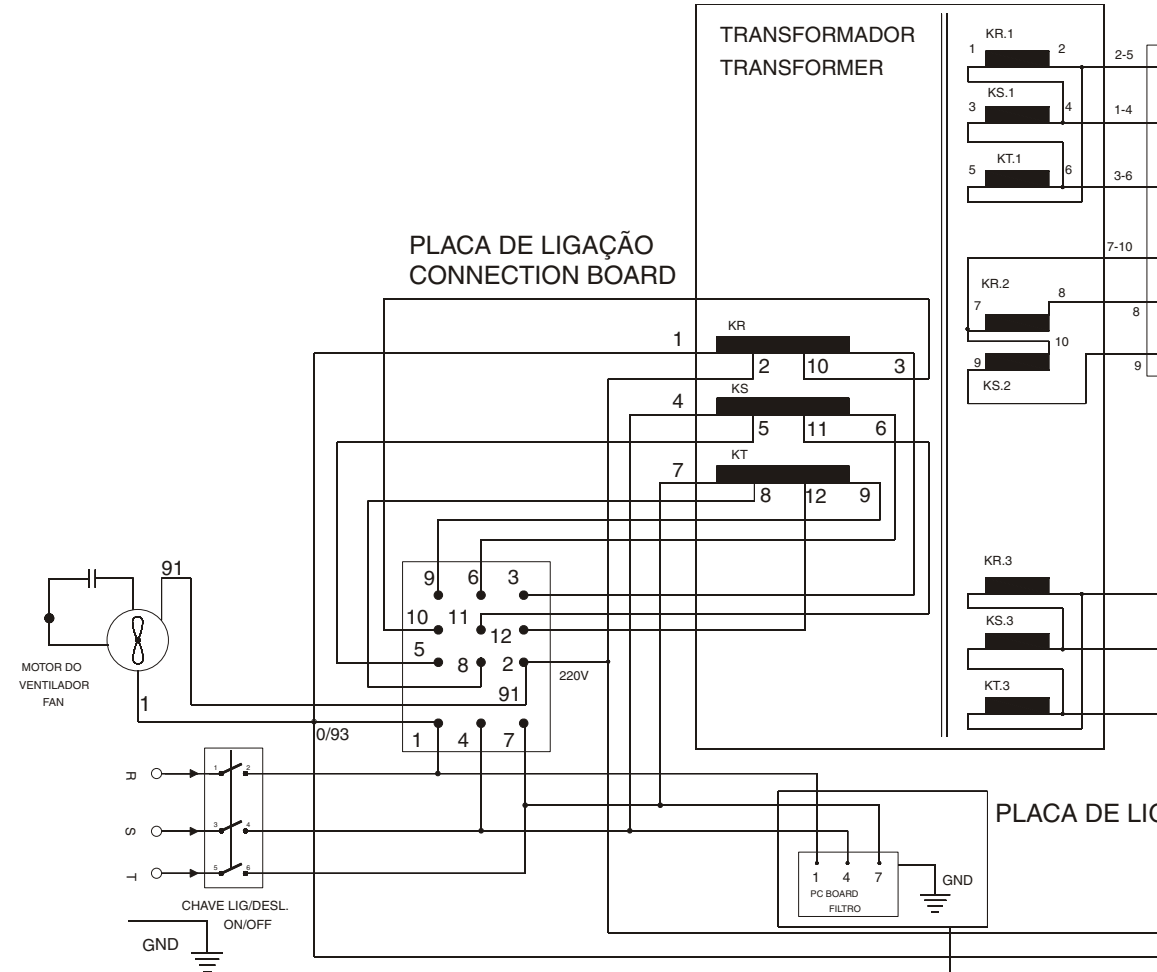 TRANSFORMADOR
TRANSFORMER
KR.1
1
2
2-5
KS.1
3
4
1-4
KT.1
5
6
3-6
PLACA DE LIGAÇÃO
CONNECTION BOARD
7-10
KR.2
7
8
8
10
9
9
KS.2
KR
1
2
10
3
KS
4
5
11
6
KT
7
8
12
9
KR.3
KS.3
KT.3
9
6
3
10
11
12
5
8
2
220V
91
1
4
7
91
MOTOR DO
VENTILADOR
FAN
1
0/93
R
1
2
S
3
4
T
5
6
CHAVE LIG/DESL.
ON/OFF
GND
PLACA DE LIG
1
4
7
PC BOARD
FILTRO
GND